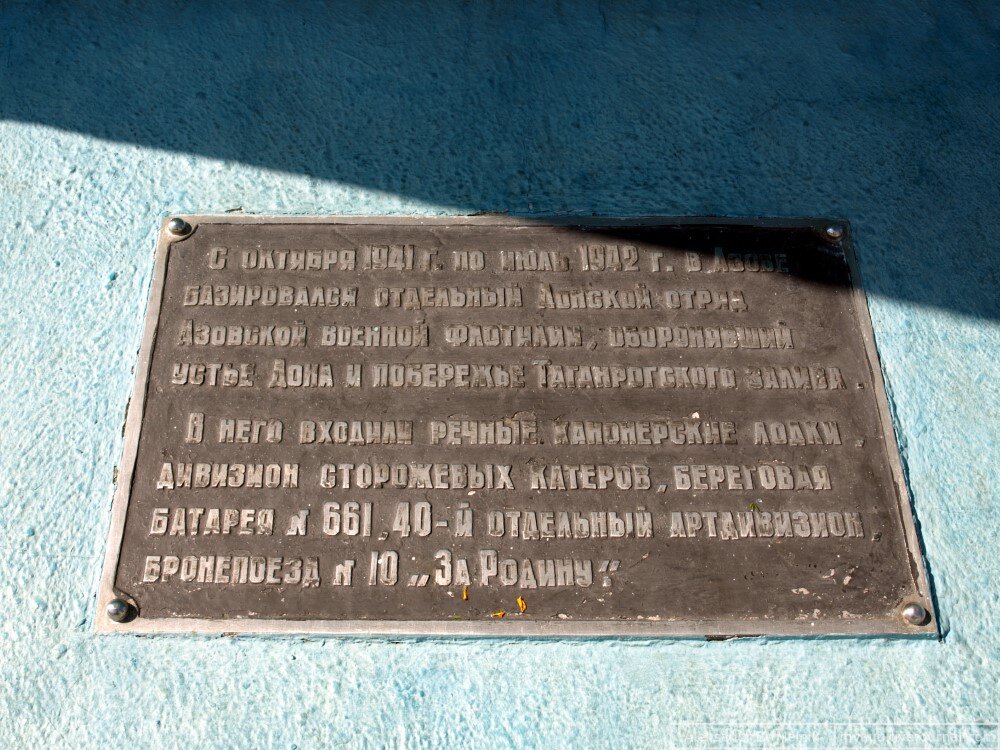 С октября 1941 г. по июль 1942 г. в Азове
базировался отдельный Донской отряд
Азовской военной флотилии, оборонявший
устье Дона и побережье Таганрогского залива.
В него входили речные канонерские лодки,
дивизион сторожевых катеров, береговая
батарея № 661, 40-й отдельный артдивизион,
бронепоезд № 10 „За Родину“.